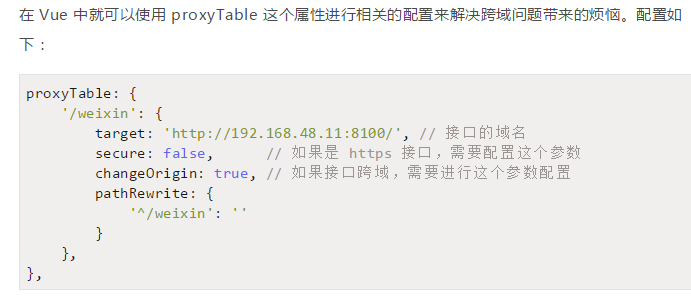 在 Vue 中就可以使用 proxyTable 这个属性进行相关的配置来解决跨域问题带来的烦恼。配置如
下：
proxyTable: {
    '/weixin': {
        target: 'http://192.168.48.11:8100/', // 接口的域名
        secure: false,      // 如果是 https 接口，需要配置这个参数
        changeOrigin: true, // 如果接口跨域，需要进行这个参数配置
        pathRewrite: {
            '^/weixin': ''
        }
    },
},